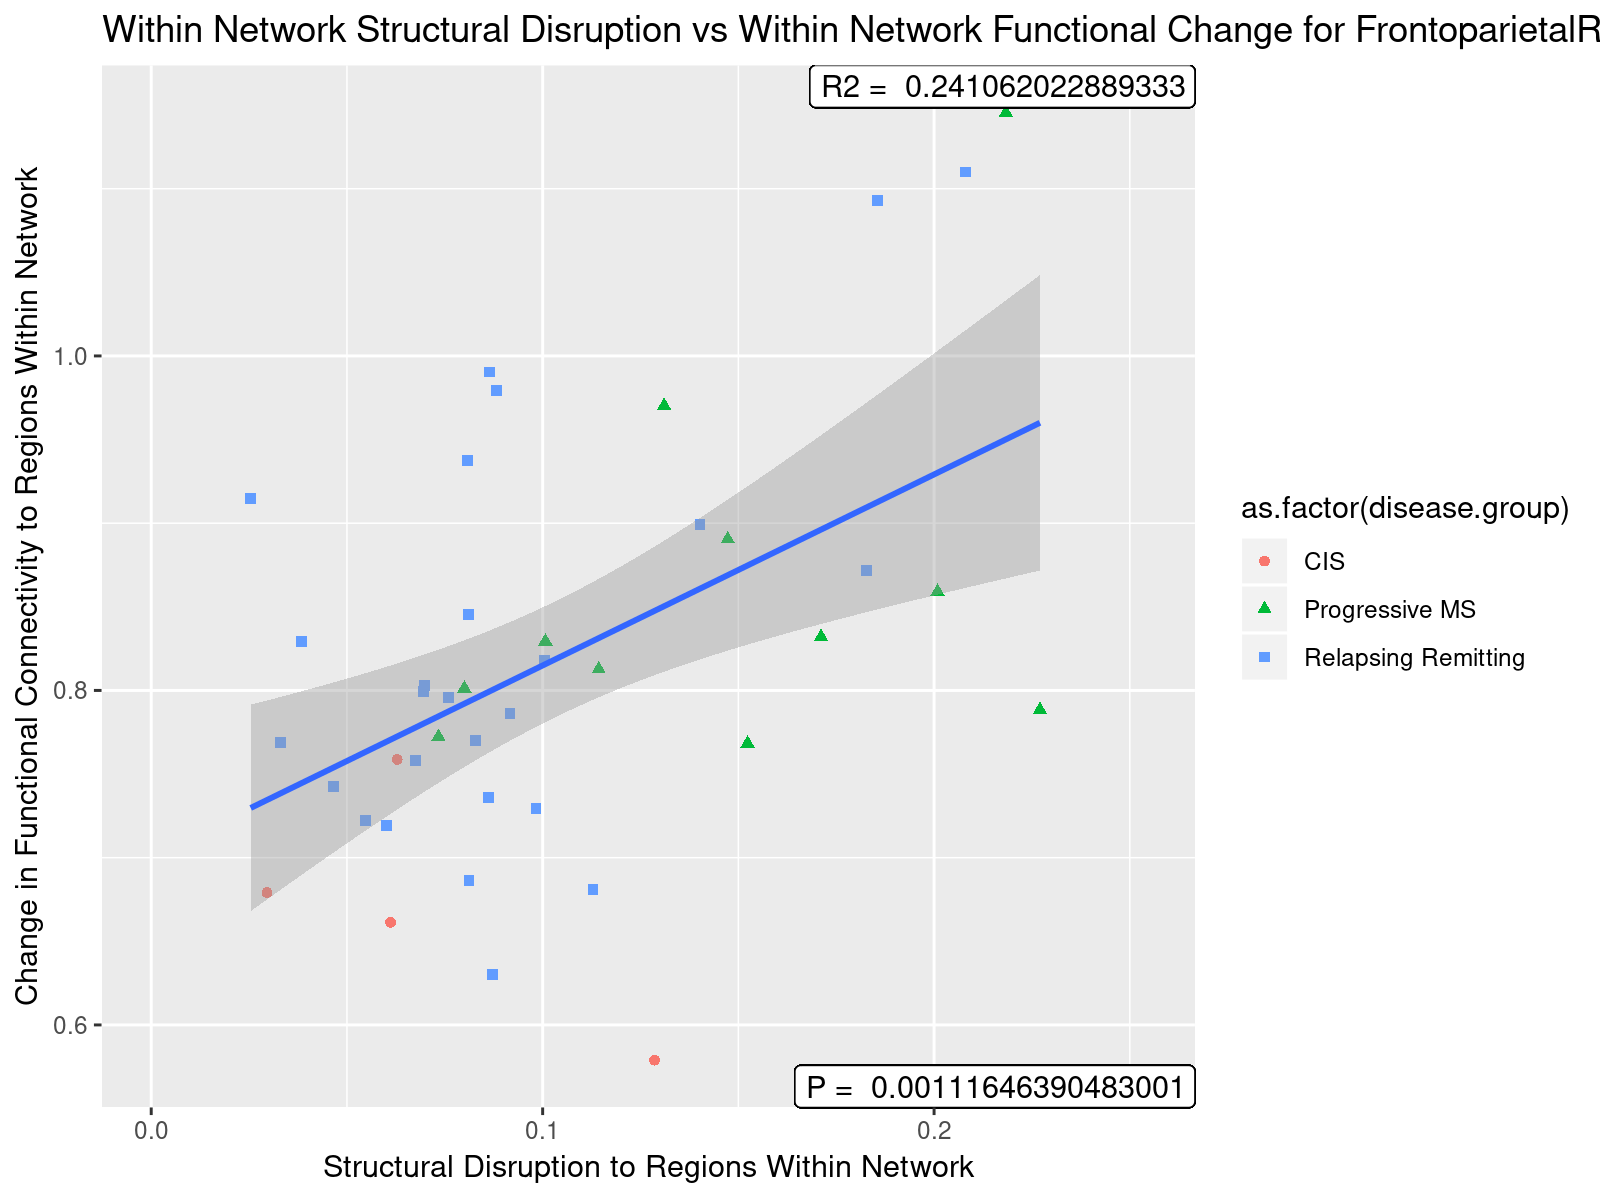 Within Network Structural Disruption vs Within Network Functional Change for FrontoparietalR
R2 =  0.241062022889333
Change in Functional Connectivity to Regions Within Network
1.0
0.8
0.6
as.factor(disease.group)
CIS
Progressive MS
Relapsing Remitting
P =  0.00111646390483001
0.0
0.1
0.2
Structural Disruption to Regions Within Network